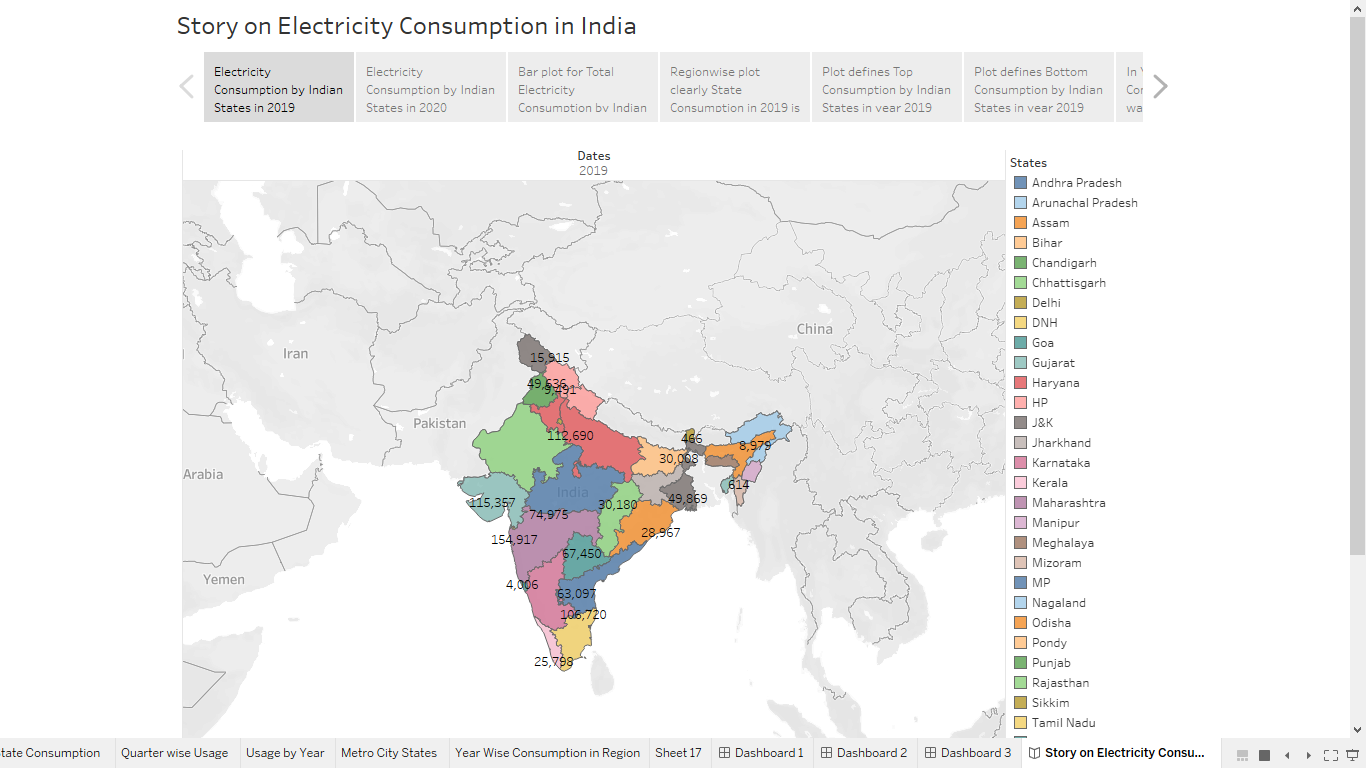 Story on Electricity Consumption in India
Electricity
Consumption by Indian
States in 2019
Electricity
Consumption by Indian
States in 2020
Bar plot for Total
Electricity
Consumption by Indian
Regionwise plot
clearly State
Consumption in 2019 is
Plot defines Top
Consumption by Indian
States in year 2019
Plot defines Bottom
Consumption by Indian
States in year 2019
In
Dates
2019
China
Iran
Pakistan
Arabia
Yemen
India
15,915
49,636
9,491
112,690
466
8,979
30,008
614
49,869
115,357
74,975
30,180
28,967
154,917
67,450
4,006
63,097
106,720
25,798
States
Andhra Pradesh
Arunachal Pradesh
Assam
Bihar
Chandigarh
Chhattisgarh
Delhi
DNH
Goa
Gujarat
Haryana
HP
J&K
Jharkhand
Karnataka
Kerala
Maharashtra
Manipur
Meghalaya
Mizoram
MP
Nagaland
Odisha
Pondy
Punjab
Rajasthan
Sikkim
Tamil Nadu
tate Consumption
Quarter wise Usage
Usage by Year
Metro City States
Year Wise Consumption in Region
Sheet 17
Dashboard 1
Dashboard 2
Dashboard 3
Story on Electricity Consu...